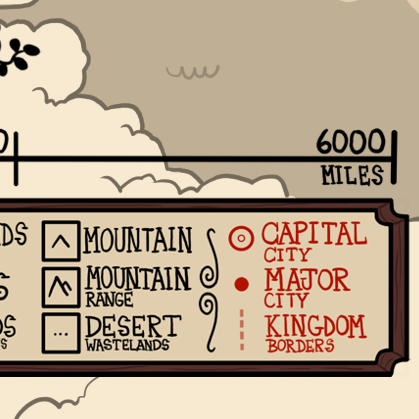 6000
MILES
MOUNTAIN
MOUNTAIN
RANGE
DESERT
WASTELANDS
CAPITAL
CITY
MAJOR
CITY
KINGDOM
BORDERS